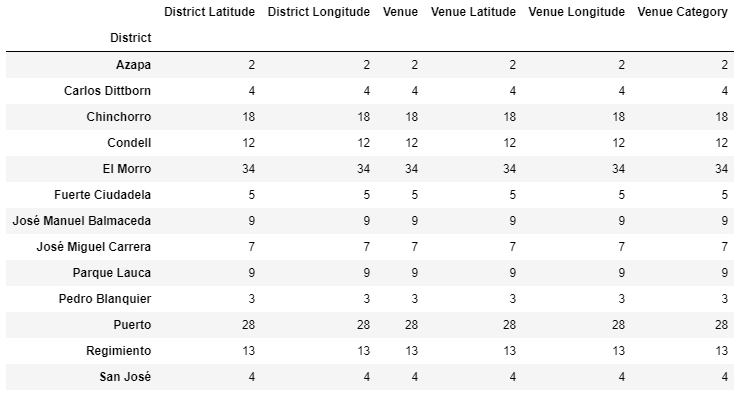 District Latitude District Longitude Venue Venue Latitude Venue Longitude Venue Category
District
Azapa 2 2 2 2 2 2
Carlos Dittborn 4 4 4 4 4 4
Chinchorro 18 18 18 18 18 18
Condell 12 12 12 12 12 12
El Morro 34 34 34 34 34 34
Fuerte Ciudadela 5 5 5 5 5 5
José Manuel Balmaceda 9 9 9 9 9 9
José Miguel Carrera 7 7 7 7 7 7
Parque Lauca 9 9 9 9 9 9
Pedro Blanquier 3 3 3 3 3 3
Puerto 28 28 28 28 28 28
Regimiento 13 13 13 13 13 13
San José 4 4 4 4 4 4